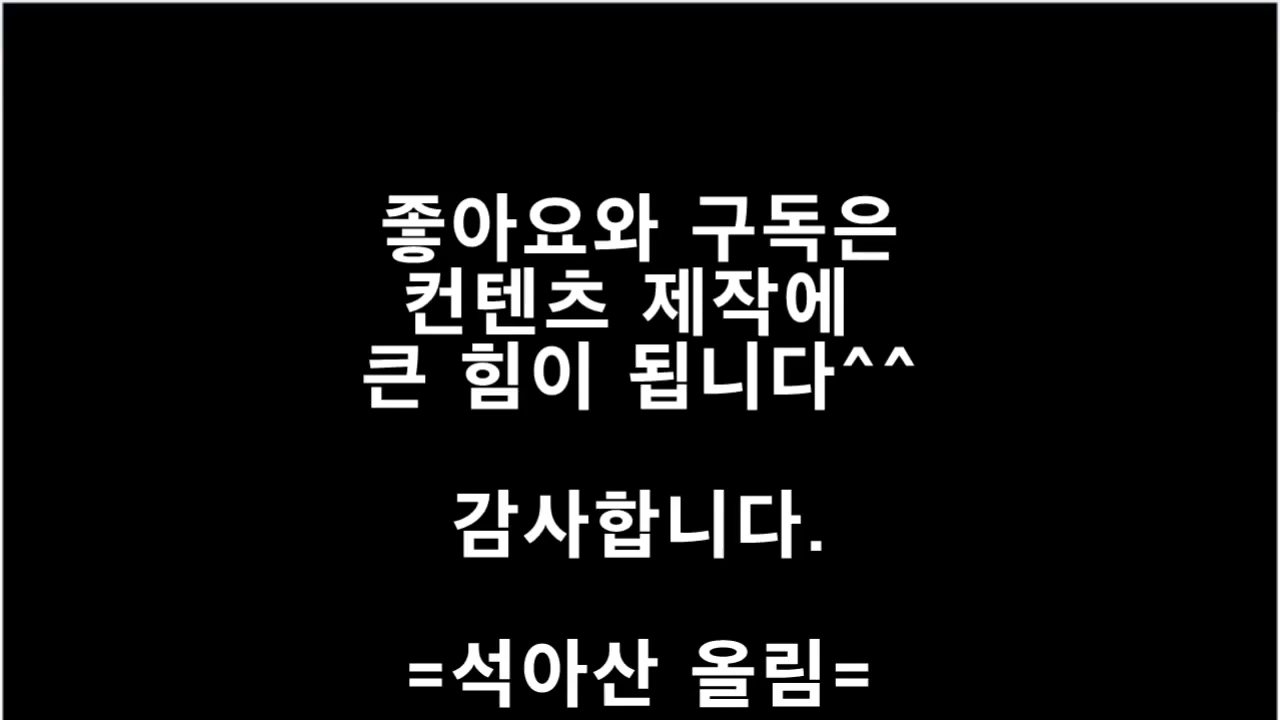 좋아요와 구독은
컨텐츠 제작에
큰 힘이 됩니다^^
감사합니다.
=석아산 올림=